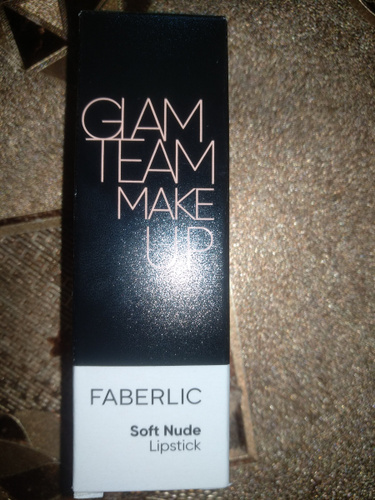 GLAM
TEAM
MAKE
UP
FABERLIC
Soft Nude
Lipstick